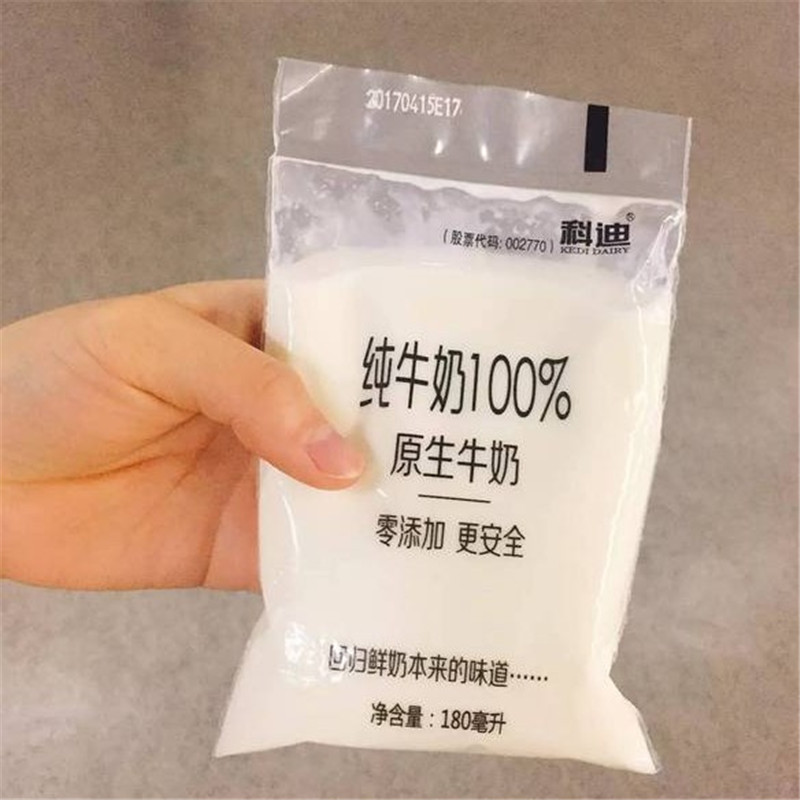 20170415E17
(股票代码:002770) 科迪®
KEDI DAIRY
纯牛奶100%
原生牛奶
零添加 更安全
回归鲜奶本来的味道……
净含量：180毫升